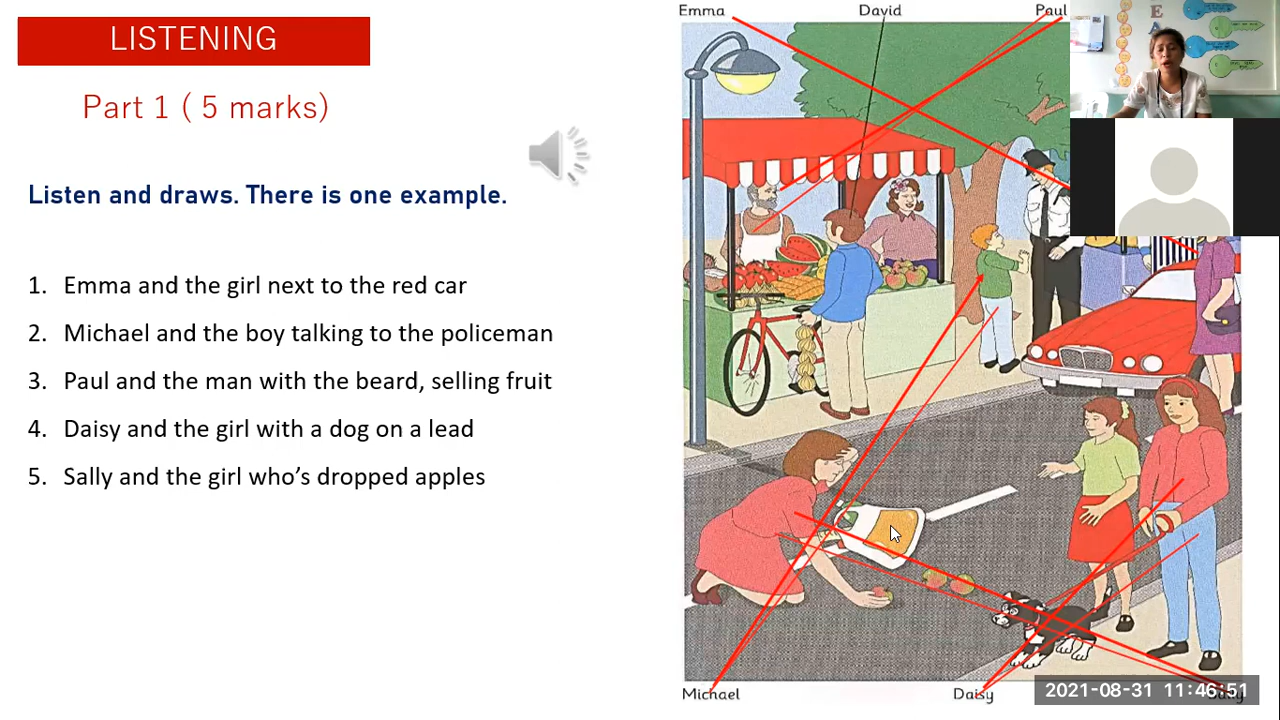 LISTENING
Part 1 ( 5 marks)
Listen and draws. There is one example.
1. Emma and the girl next to the red car
2. Michael and the boy talking to the policeman
3. Paul and the man with the beard, selling fruit
4. Daisy and the girl with a dog on a lead
5. Sally and the girl who’s dropped apples
Emma David Paul
E
A
Michael Daisy
2021-08-31 11:46:51